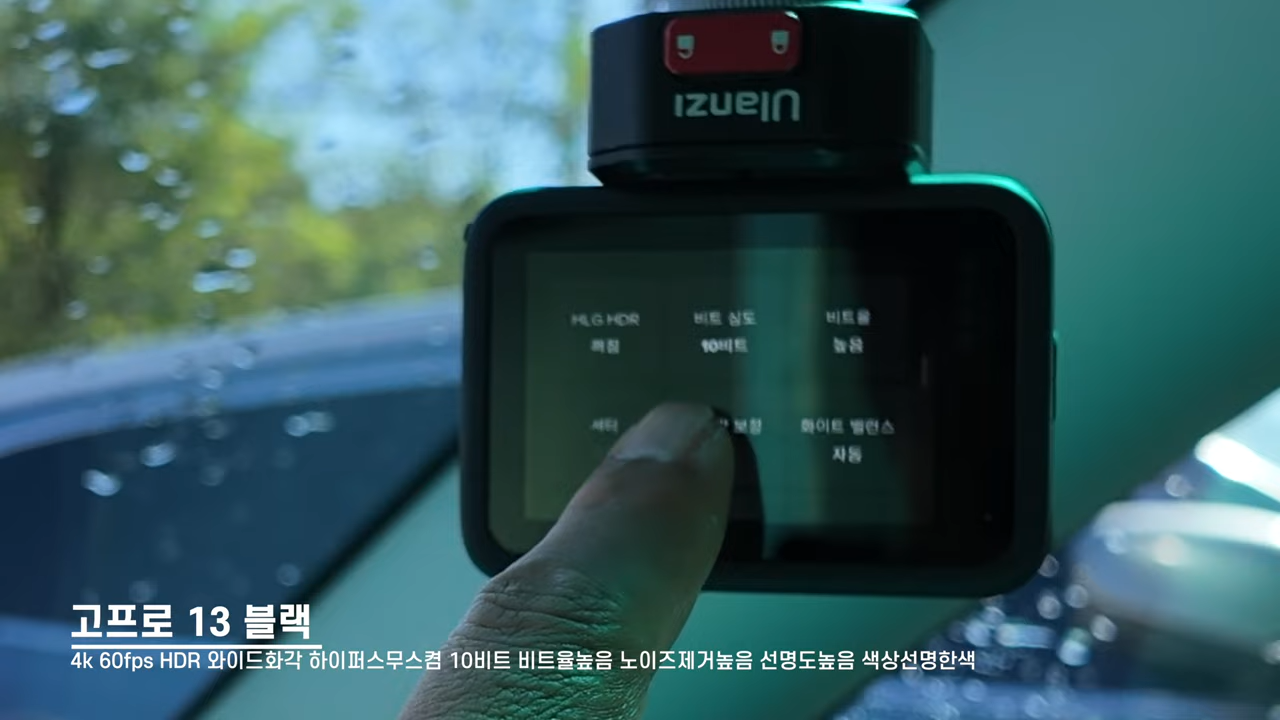 Ulanzi
HLG HDR 비트 심도 비트율
꺼짐 10비트 높음
셔터 보정 화이트 밸런스
자동
고프로 13 블랙
4k 60fps HDR 와이드화각 하이퍼스무스켬 10비트 비트율높음 노이즈제거높음 선명도높음 색상선명한색